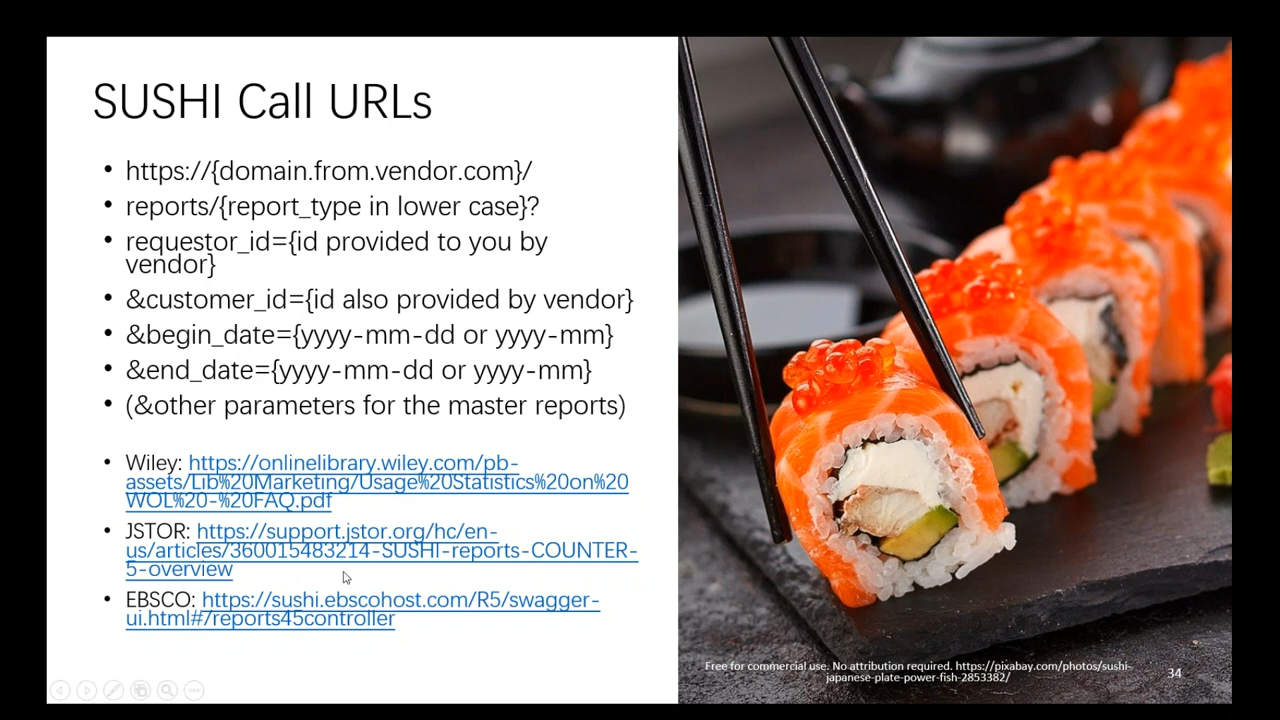 SUSHI Call URLs
• https://{domain.from.vendor.com}/
• reports/{report_type in lower case}?
• requestor_id={id provided to you by
vendor}
• &customer_id={id also provided by vendor}
• &begin_date={yyyy-mm-dd or yyyy-mm}
• &end_date={yyyy-mm-dd or yyyy-mm}
• (&other parameters for the master reports)
• Wiley: https://onlinelibrary.wiley.com/pb-
assets/Lib%20Marketing/Usage%20Statistics%20on%20
WOL%20-%20FAQ.pdf
• JSTOR: https://support.jstor.org/hc/en-
us/articles/360015483214-SUSHI-reports-COUNTER-
5-overview
• EBSCO: https://sushi.ebscohost.com/R5/swagger-
ui.html#/reports45controller
Free for commercial use. No attribution required. https://pixabay.com/photos/sushi-
japanese-plate-power-fish-2853382/
34